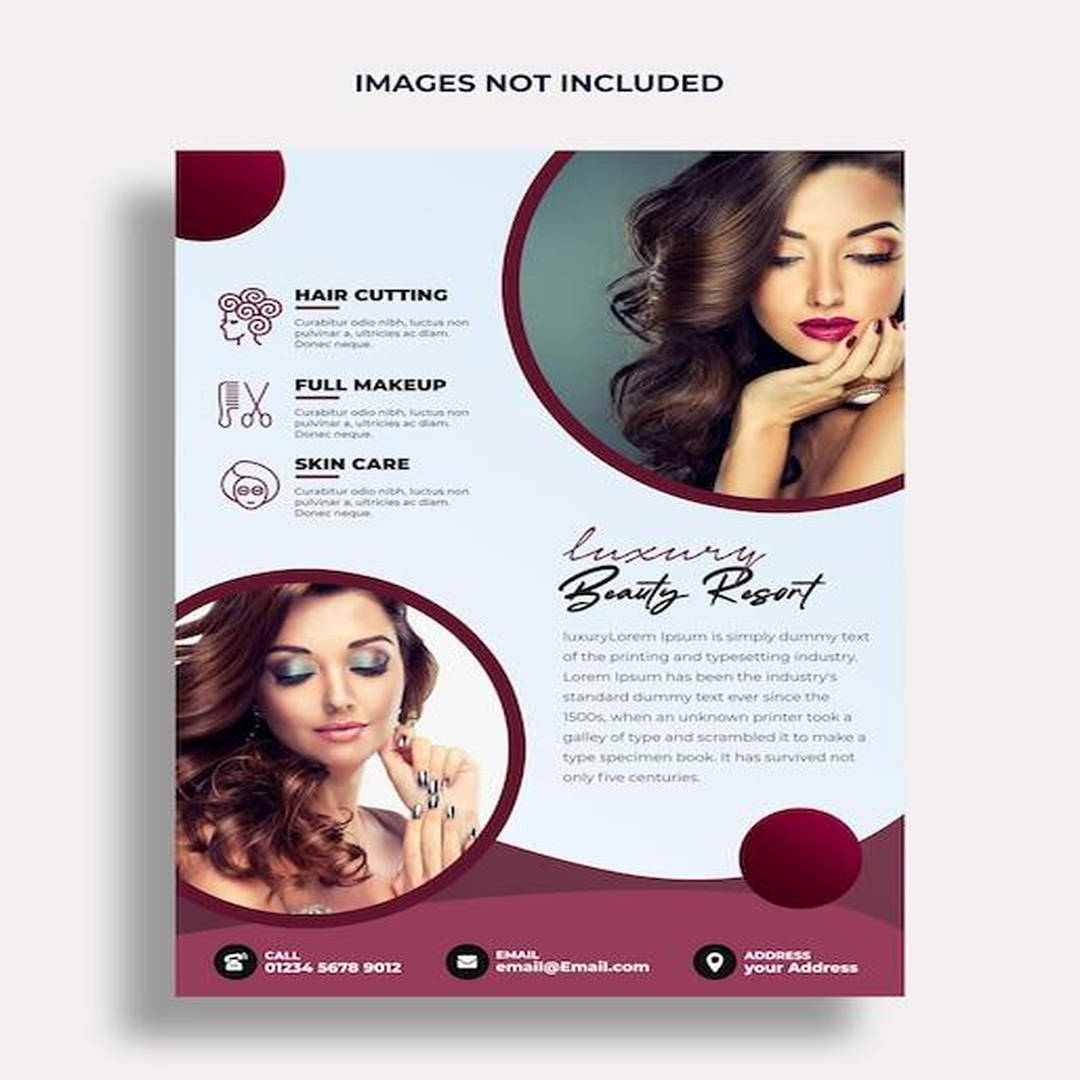 IMAGES NOT INCLUDED
HAIR CUTTING
Curabitur odio nibh, luctus non
pulvinar a, ultricies ac diam.
Donec neque.
FULL MAKEUP
Curabitur odio nibh, luctus non
pulvinar a, ultricies ac diam.
Donec neque.
SKIN CARE
Curabitur odio nibh, luctus non
pulvinar a, ultricies ac diam.
Donec neque.
luxury
Beauty Resort
luxuryLorem Ipsum is simply dummy text
of the printing and typesetting industry.
Lorem Ipsum has been the industry's
standard dummy text ever since the
1500s, when an unknown printer took a
galley of type and scrambled it to make a
type specimen book. It has survived not
only five centuries.
CALL
01234 5678 9012
EMAIL
email@Email.com
ADDRESS
your Address